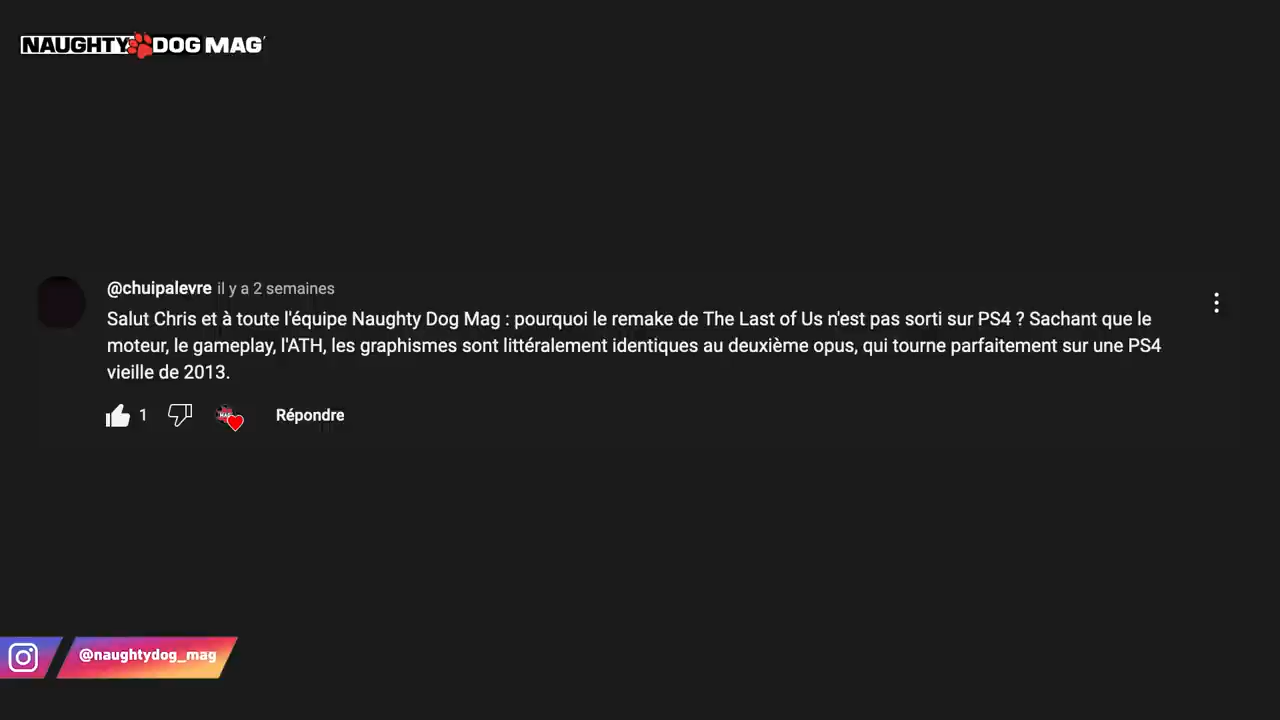 NAUGHTY DOG MAG
@chuipalevre il y a 2 semaines
Salut Chris et à toute l'équipe Naughty Dog Mag : pourquoi le remake de The Last of Us n'est pas sorti sur PS4 ? Sachant que le
moteur, le gameplay, l'ATH, les graphismes sont littéralement identiques au deuxième opus, qui tourne parfaitement sur une PS4
vieille de 2013.
1 Répondre
@naughtydog_mag